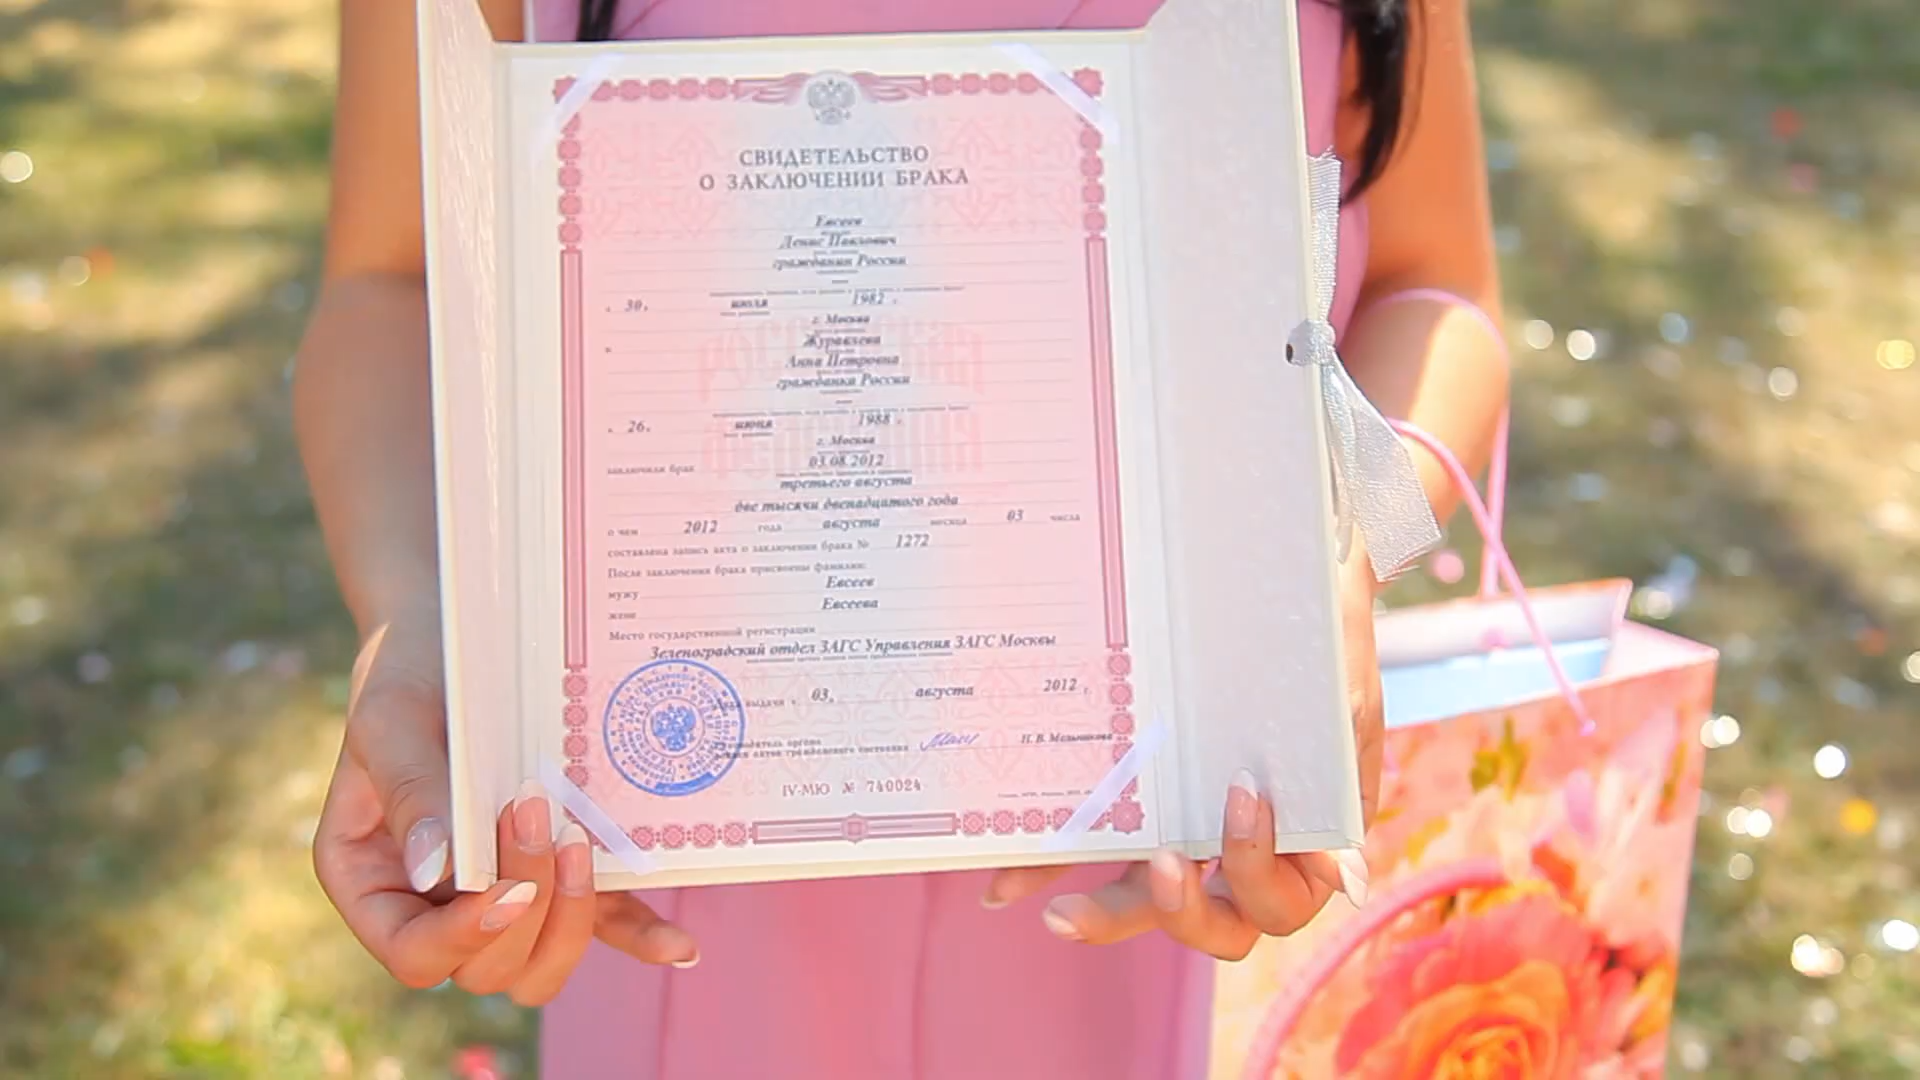 СВИДЕТЕЛЬСТВО
О ЗАКЛЮЧЕНИИ БРАКА
Евсеев
Денис Павлович
гражданин России
30. июля 1982
г. Москва
Журавлева
Анна Петровна
гражданка России
26. июня 1988
г. Москва
заключили брак 03.08.2012
третьего августа
две тысячи двенадцатого года
о чем 2012 года августа месяца 03 числа
составлена запись акта о заключении брака № 1272
После заключения брака присвоены фамилии:
мужу Евсеев
жене Евсеева
Место государственной регистрации
Зеленоградский отдел ЗАГС Управления ЗАГС Москвы
выдачи 03. августа 2012 г.
органа
актов гражданского состояния Н. В. Мельникова
IV-МЮ № 740024